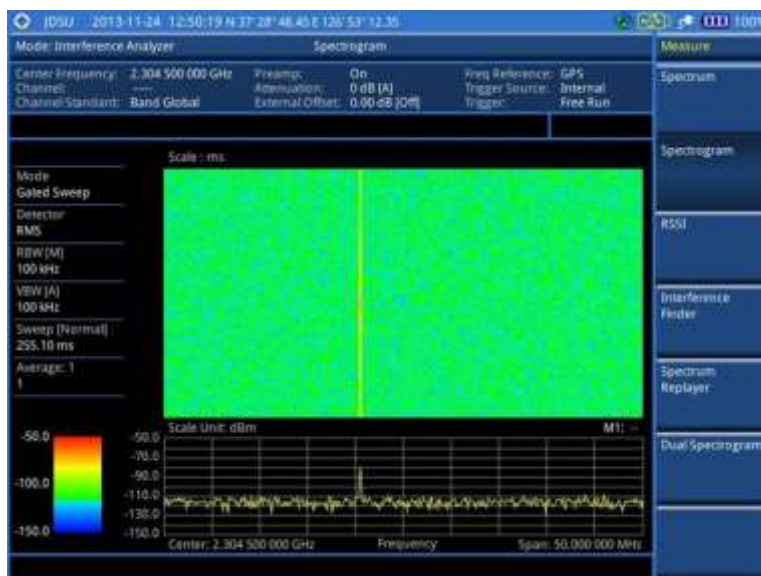 JDSU 2013-11-24 12:50:19 N 37° 28' 48.45 E 126° 53' 12.35 100%
Mode: Interference Analyzer Spectrogram
Measure
Center Frequency: 2.304 500 000 GHz Preamp: On Freq Reference: GPS
Channel: ---- Attenuation: 0 dB [A] Trigger Source: Internal
Channel Standard: Band Global External Offset: 0.00 dB [Off] Trigger: Free Run
Spectrum
Spectrogram
RSSI
Interference
Finder
Spectrum
Replayer
Dual Spectrogram
Scale : ms
Mode
Gated Sweep
Detector
RMS
RBW [M]
100 kHz
VBW [A]
100 kHz
Sweep [Normal]
255.10 ms
Average: 1
1
Scale Unit: dBm M1: --
-50.0
-100.0
-150.0
-50.0
-70.0
-90.0
-110.0
-130.0
-150.0
Center: 2.304 500 000 GHz Frequency Span: 50.000 000 MHz